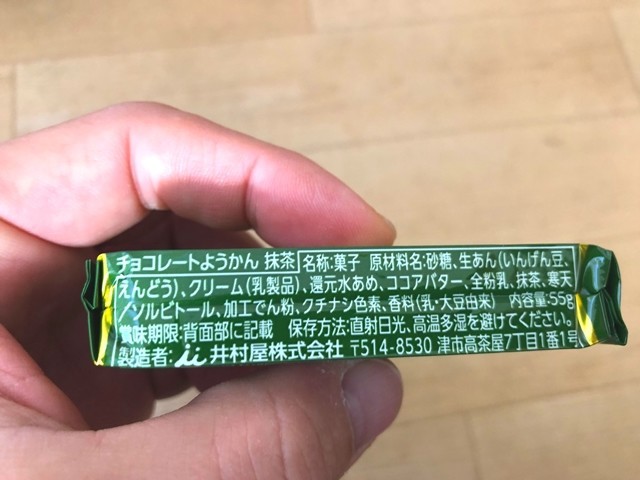 チョコレートようかん 抹茶 名称:菓子 原材料名:砂糖、生あん(いんげん豆、
えんどう)、クリーム(乳製品)、還元水あめ、ココアバター、全粉乳、抹茶、寒天
/ソルビトール、加工でん粉、クチナシ色素、香料(乳・大豆由来) 内容量:55g
賞味期限:背面部に記載 保存方法:直射日光、高温多湿を避けてください。
製造者: 井村屋株式会社 〒514-8530 津市高茶屋7丁目1番1号